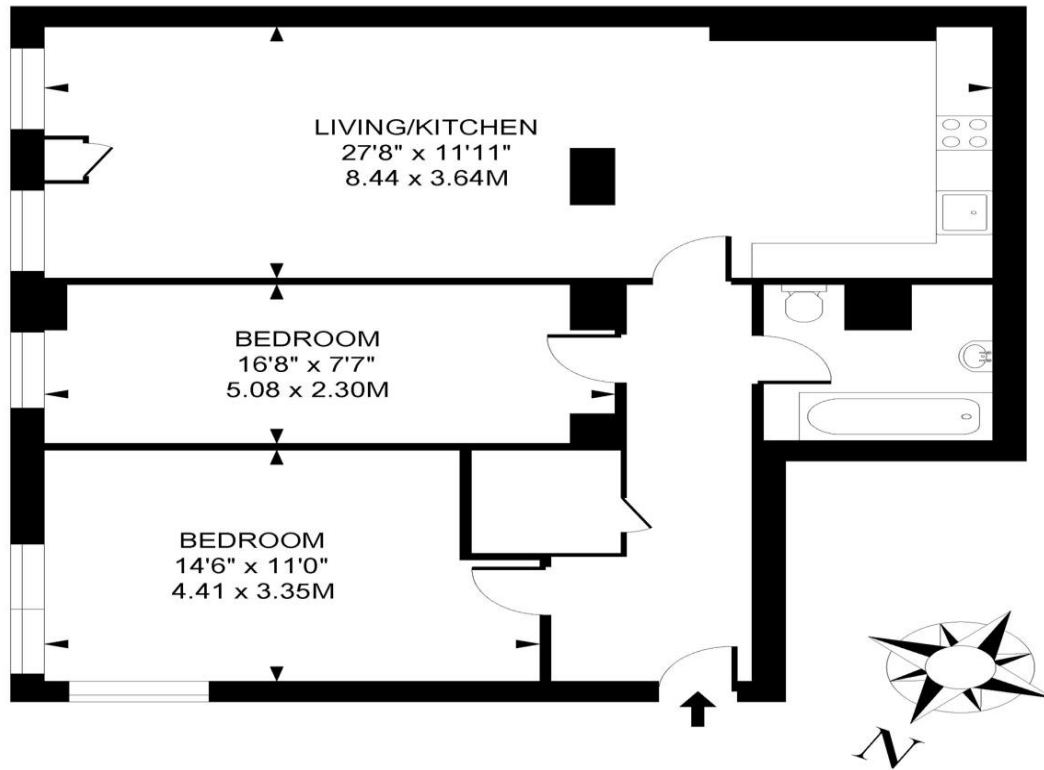 LIVING/KITCHEN
27'8" x 11'11"
8.44 x 3.64M
BEDROOM
16'8" x 7'7"
5.08 x 2.30M
BEDROOM
14'6" x 11'0"
4.41 x 3.35M
N